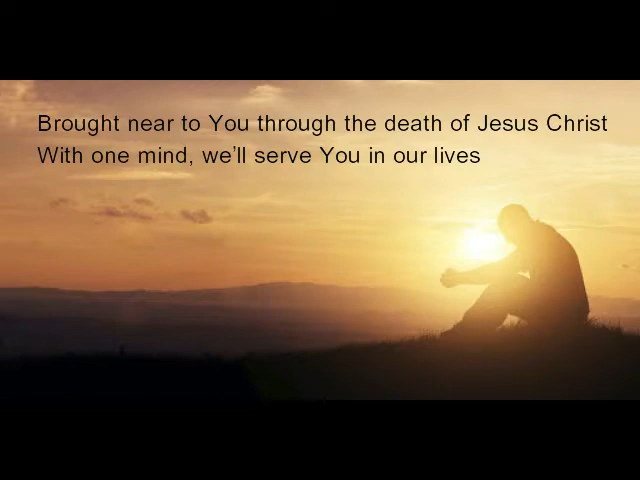 Brought near to You through the death of Jesus Christ
With one mind, we’ll serve You in our lives